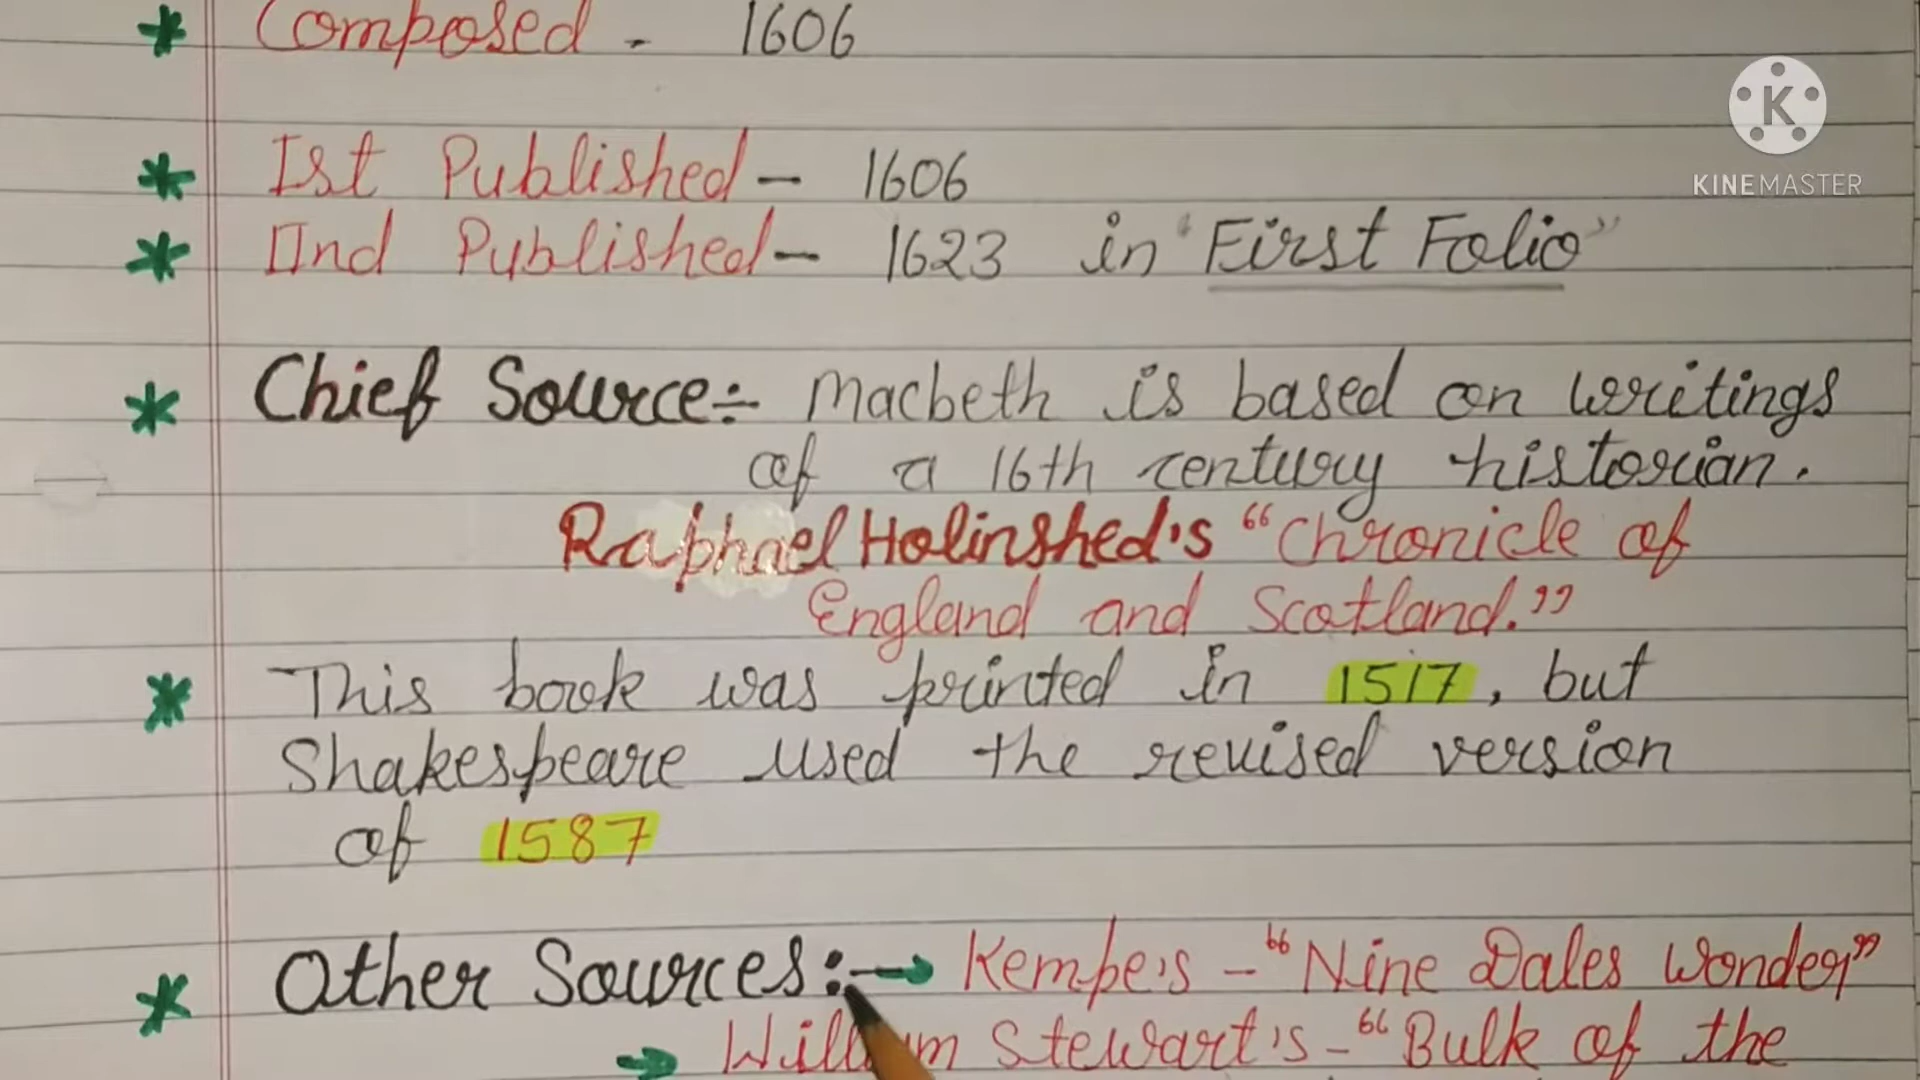 Composed - 1606
KINEMASTER
Ist Published - 1606
IInd Published - 1623 in "First Folio"
Chief Source:- Macbeth is based on writings
of a 16th century historian.
Raphael Holinshed's "Chronicle of
England and Scotland."
This book was printed in 1517, but
Shakespeare used the revised version
of 1587
Other Sources:→ Kempe's - "Nine Dales Wonder"
→ William Stewart's - "Bulk of the